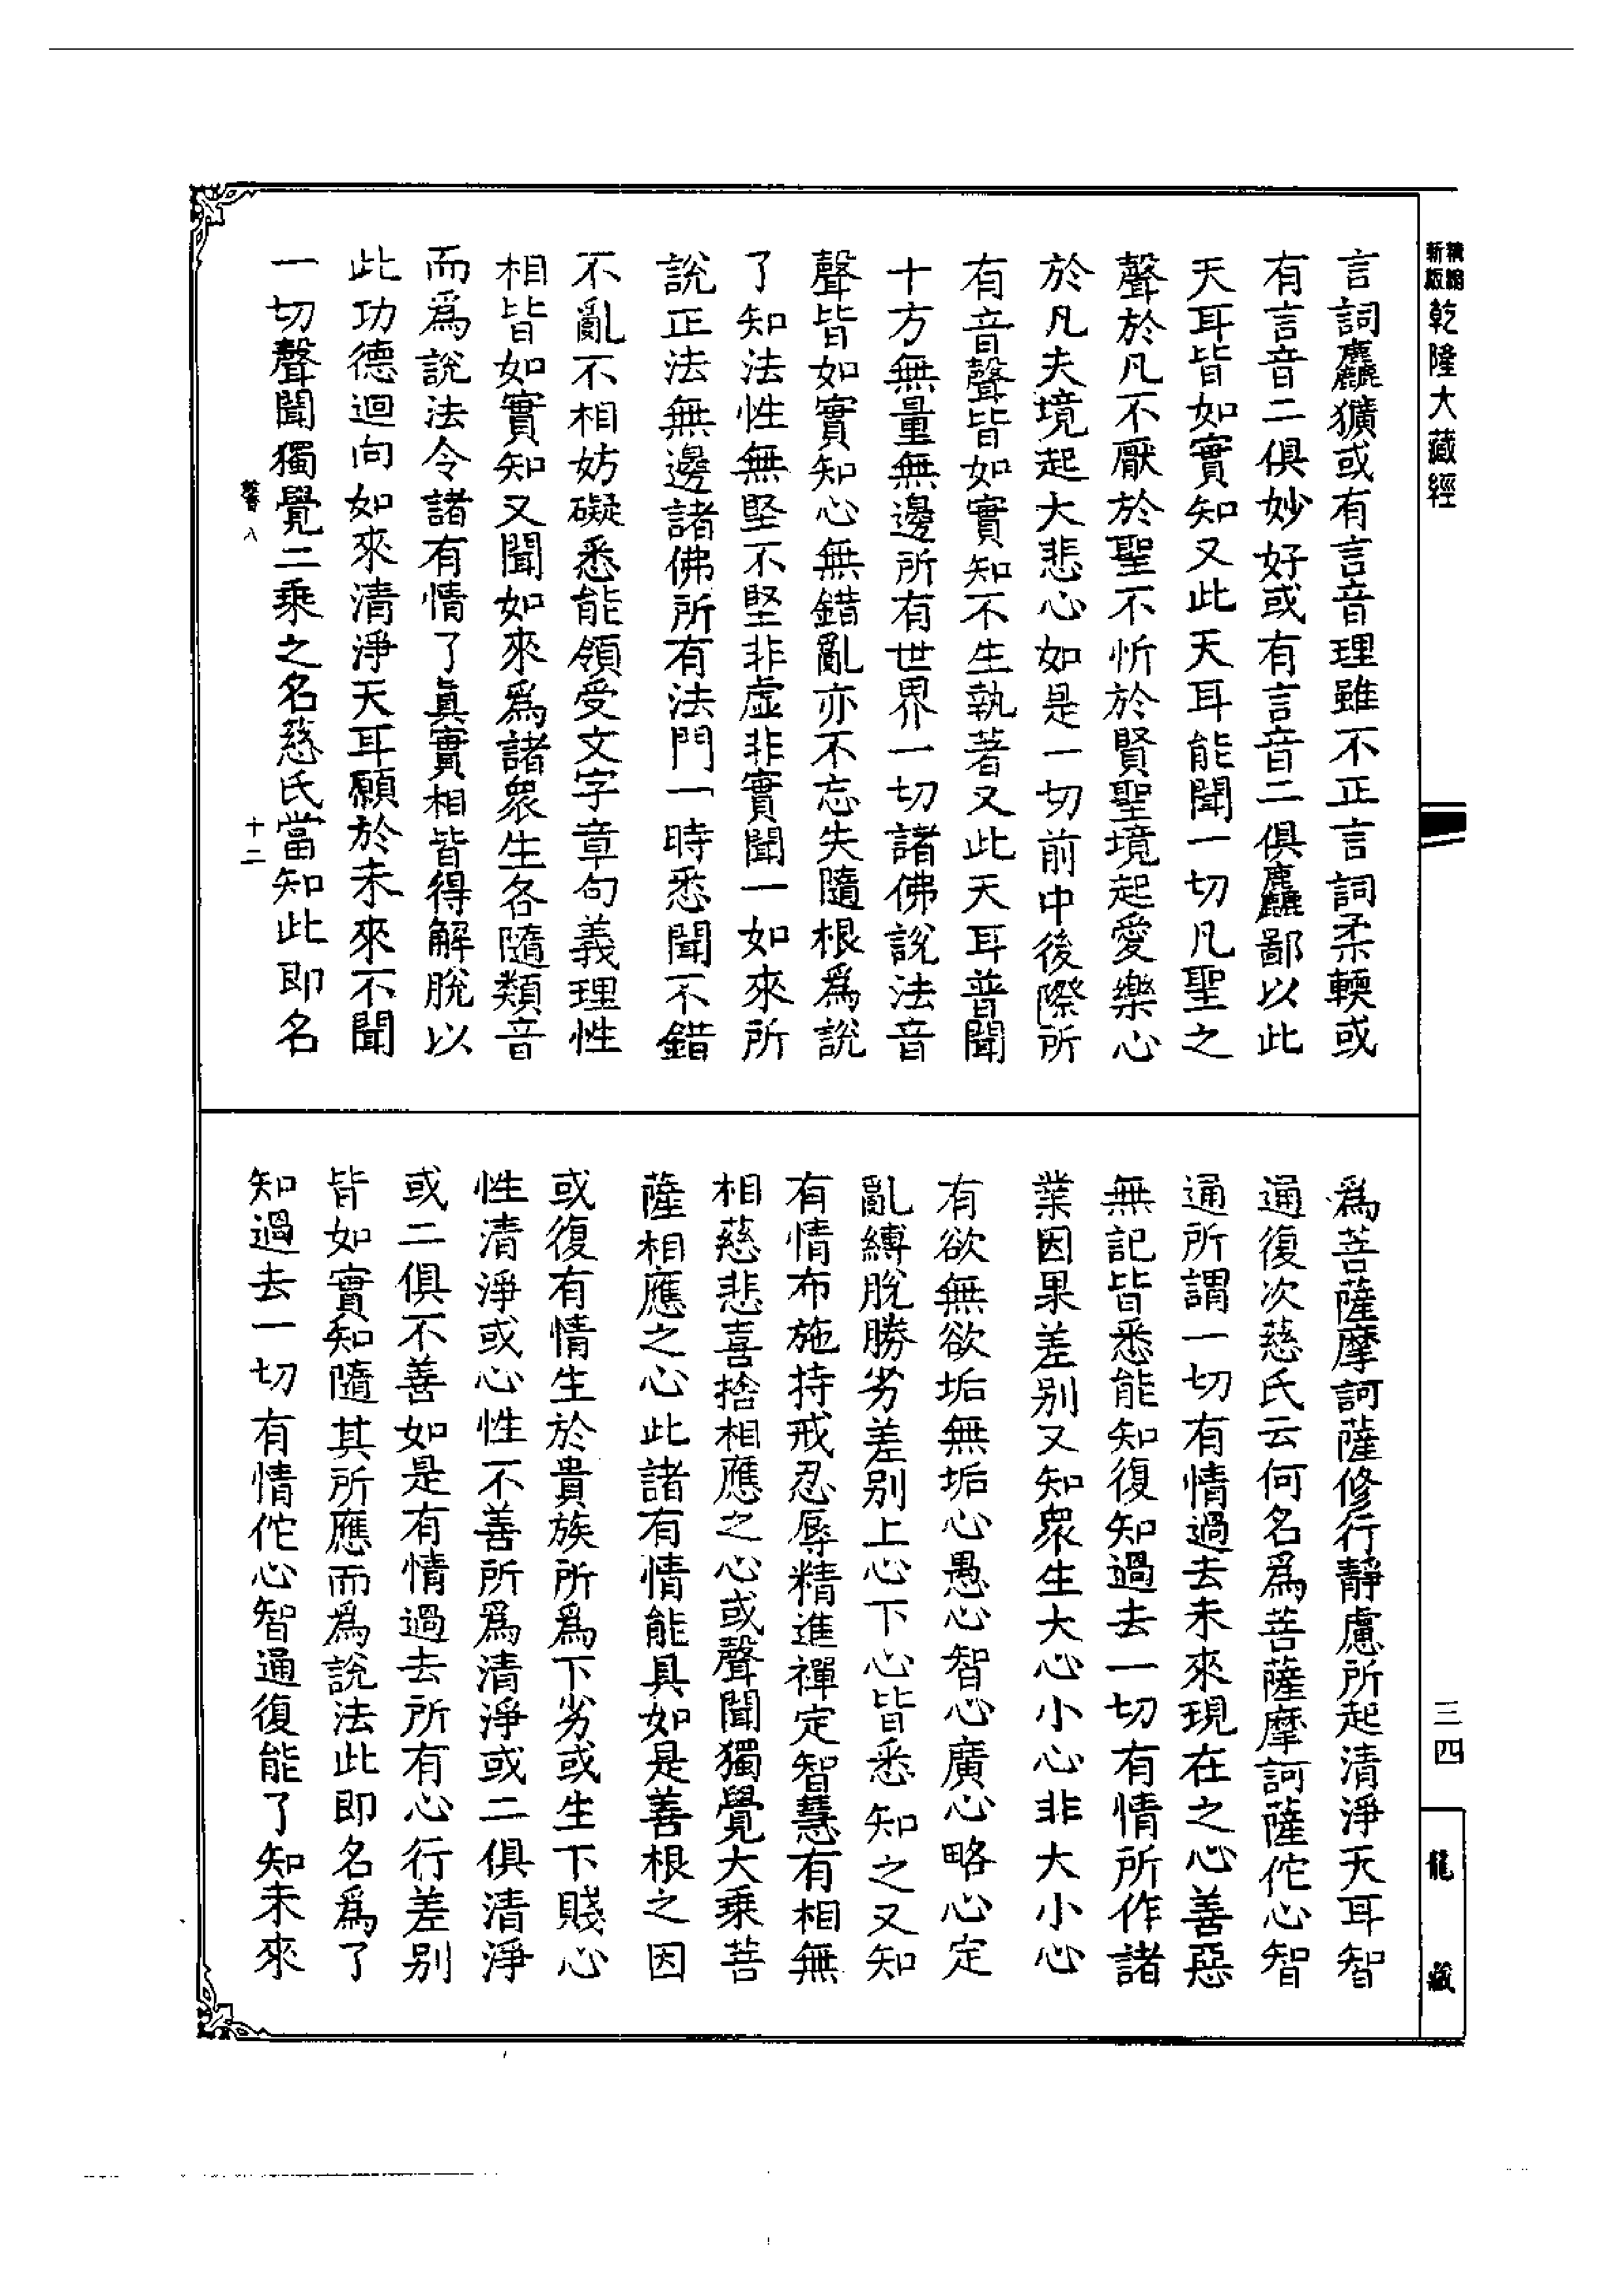 新版精縮乾隆大藏經
言詞麤獷或有言音理雖不正言詞柔輭或
有言音二俱妙好或有言音二俱麤鄙以此
天耳皆如實知又此天耳能聞一切凡聖之
聲於凡不厭於聖不忻於賢聖境起愛樂心
於凡夫境起大悲心如是一切前中後際所
有音聲皆如實知不生執著又此天耳普聞
十方無量無邊所有世界一切諸佛說法音
聲皆如實知心無錯亂亦不忘失隨根爲說
了知法性無堅不堅非虛非實聞一如來所
說正法無邊諸佛所有法門一時悉聞不錯
不亂不相妨礙悉能領受文字章句義理性
相皆如實知又聞如來爲諸衆生各隨類音
而爲說法令諸有情了眞實相皆得解脫以
此功德迴向如來清淨天耳願於未來不聞
一切聲聞獨覺二乘之名慈氏當知此即名
八 十二
爲菩薩摩訶薩修行靜慮所起清淨天耳智
通復次慈氏云何名爲菩薩摩訶薩佗心智
通所謂一切有情過去未來現在之心善惡
無記皆悉能知復知過去一切有情所作諸
業因果差別又知衆生大心小心非大小心
有欲無欲垢無垢心愚心智心廣心略心定
亂縛脫勝劣差別上心下心皆悉知之又知
有情布施持戒忍辱精進禪定智慧有相無
相慈悲喜捨相應之心或聲聞獨覺大乘菩
薩相應之心此諸有情能具如是善根之因
或復有情生於貴族所爲下劣或生下賤心
性清淨或心性不善所爲清淨或二俱清淨
或二俱不善如是有情過去所有心行差別
皆如實知隨其所應而爲說法此即名爲了
知過去一切有情佗心智通復能了知未來
三四
龍藏